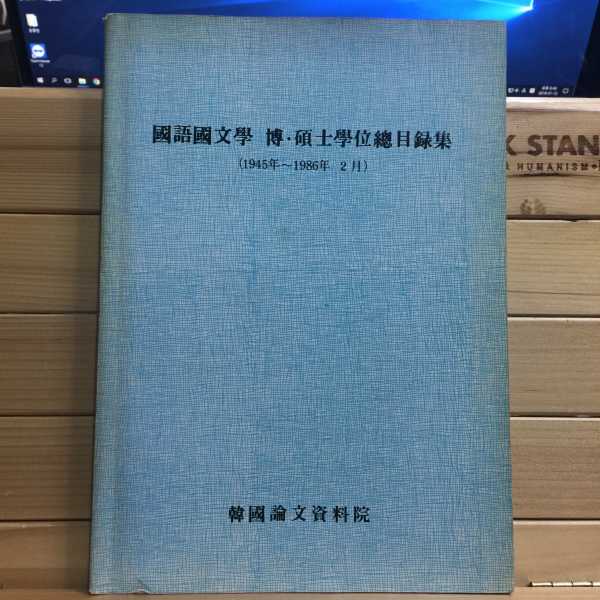 國語國文學 博·碩士學位總目録集
(1945年~1986年 2月)
韓國論文資料院
K STAN
& HUMANISM